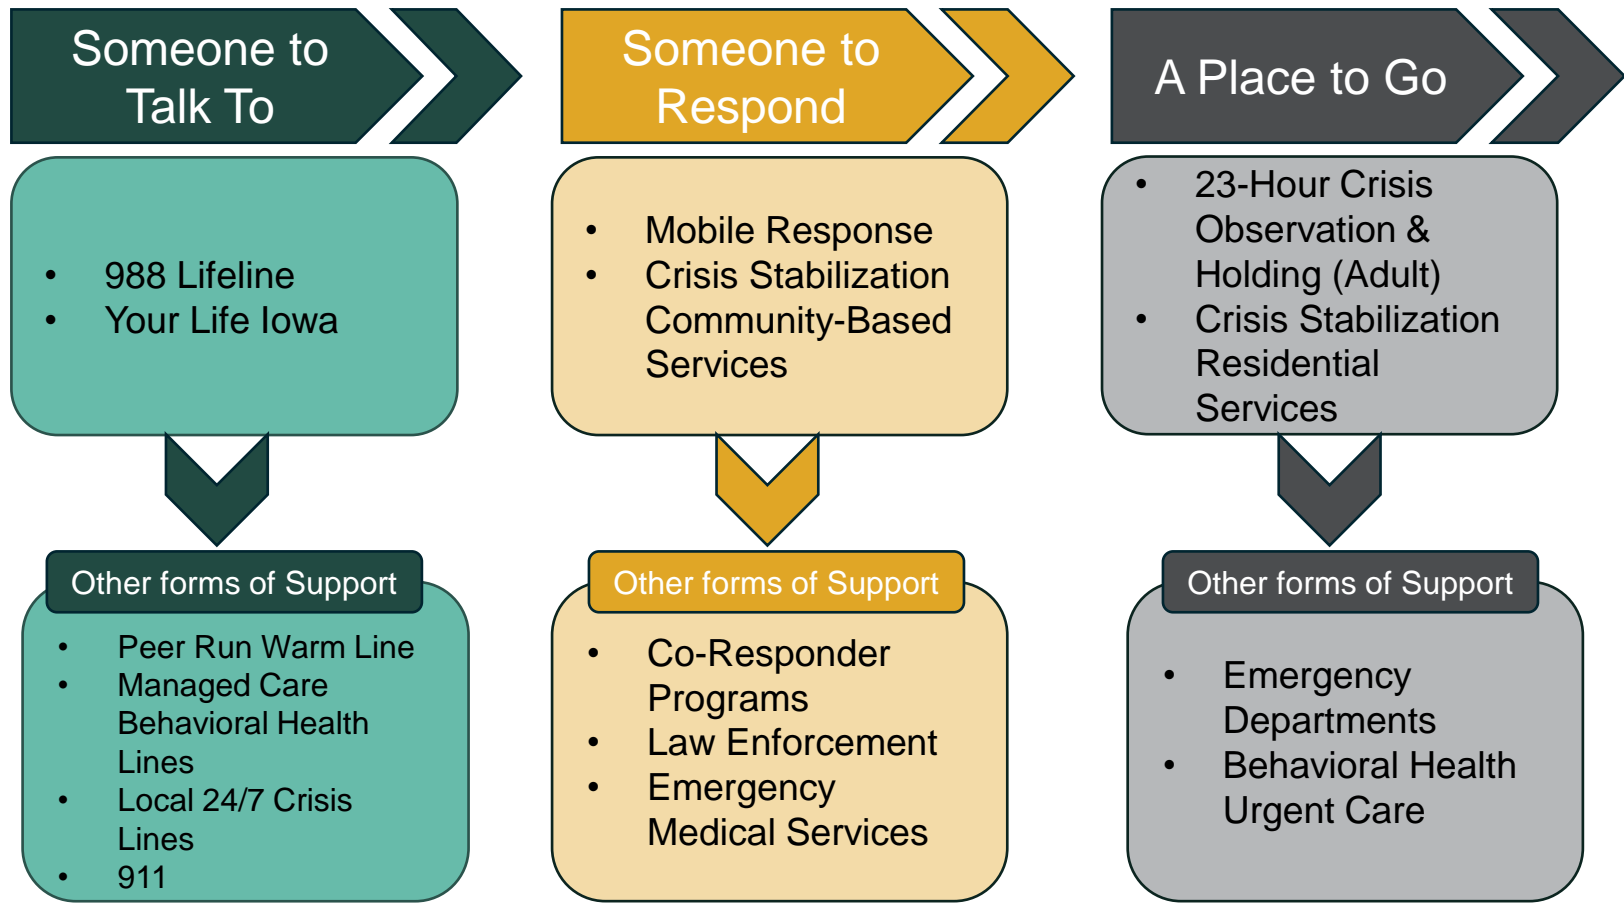 Someone to
Talk To
• 988 Lifeline
• Your Life Iowa
Other forms of Support
• Peer Run Warm Line
• Managed Care
Behavioral Health
Lines
• Local 24/7 Crisis
Lines
• 911
Someone to
Respond
• Mobile Response
• Crisis Stabilization
Community-Based
Services
Other forms of Support
• Co-Responder
Programs
• Law Enforcement
• Emergency
Medical Services
A Place to Go
• 23-Hour Crisis
Observation &
Holding (Adult)
• Crisis Stabilization
Residential
Services
Other forms of Support
• Emergency
Departments
• Behavioral Health
Urgent Care